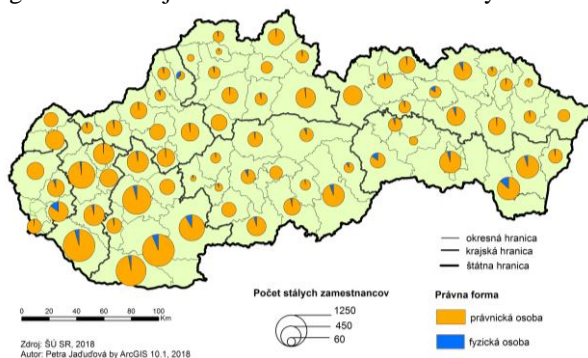 okresná hranica
krajská hranica
štátna hranica
Počet stálych zamestnancov
1250
450
60
Právna forma
právnická osoba
fyzická osoba
0 20 40 60 80 100
Km
Zdroj: ŠÚ SR, 2018
Autor: Petra Jaďuďová by ArcGIS 10.1, 2018